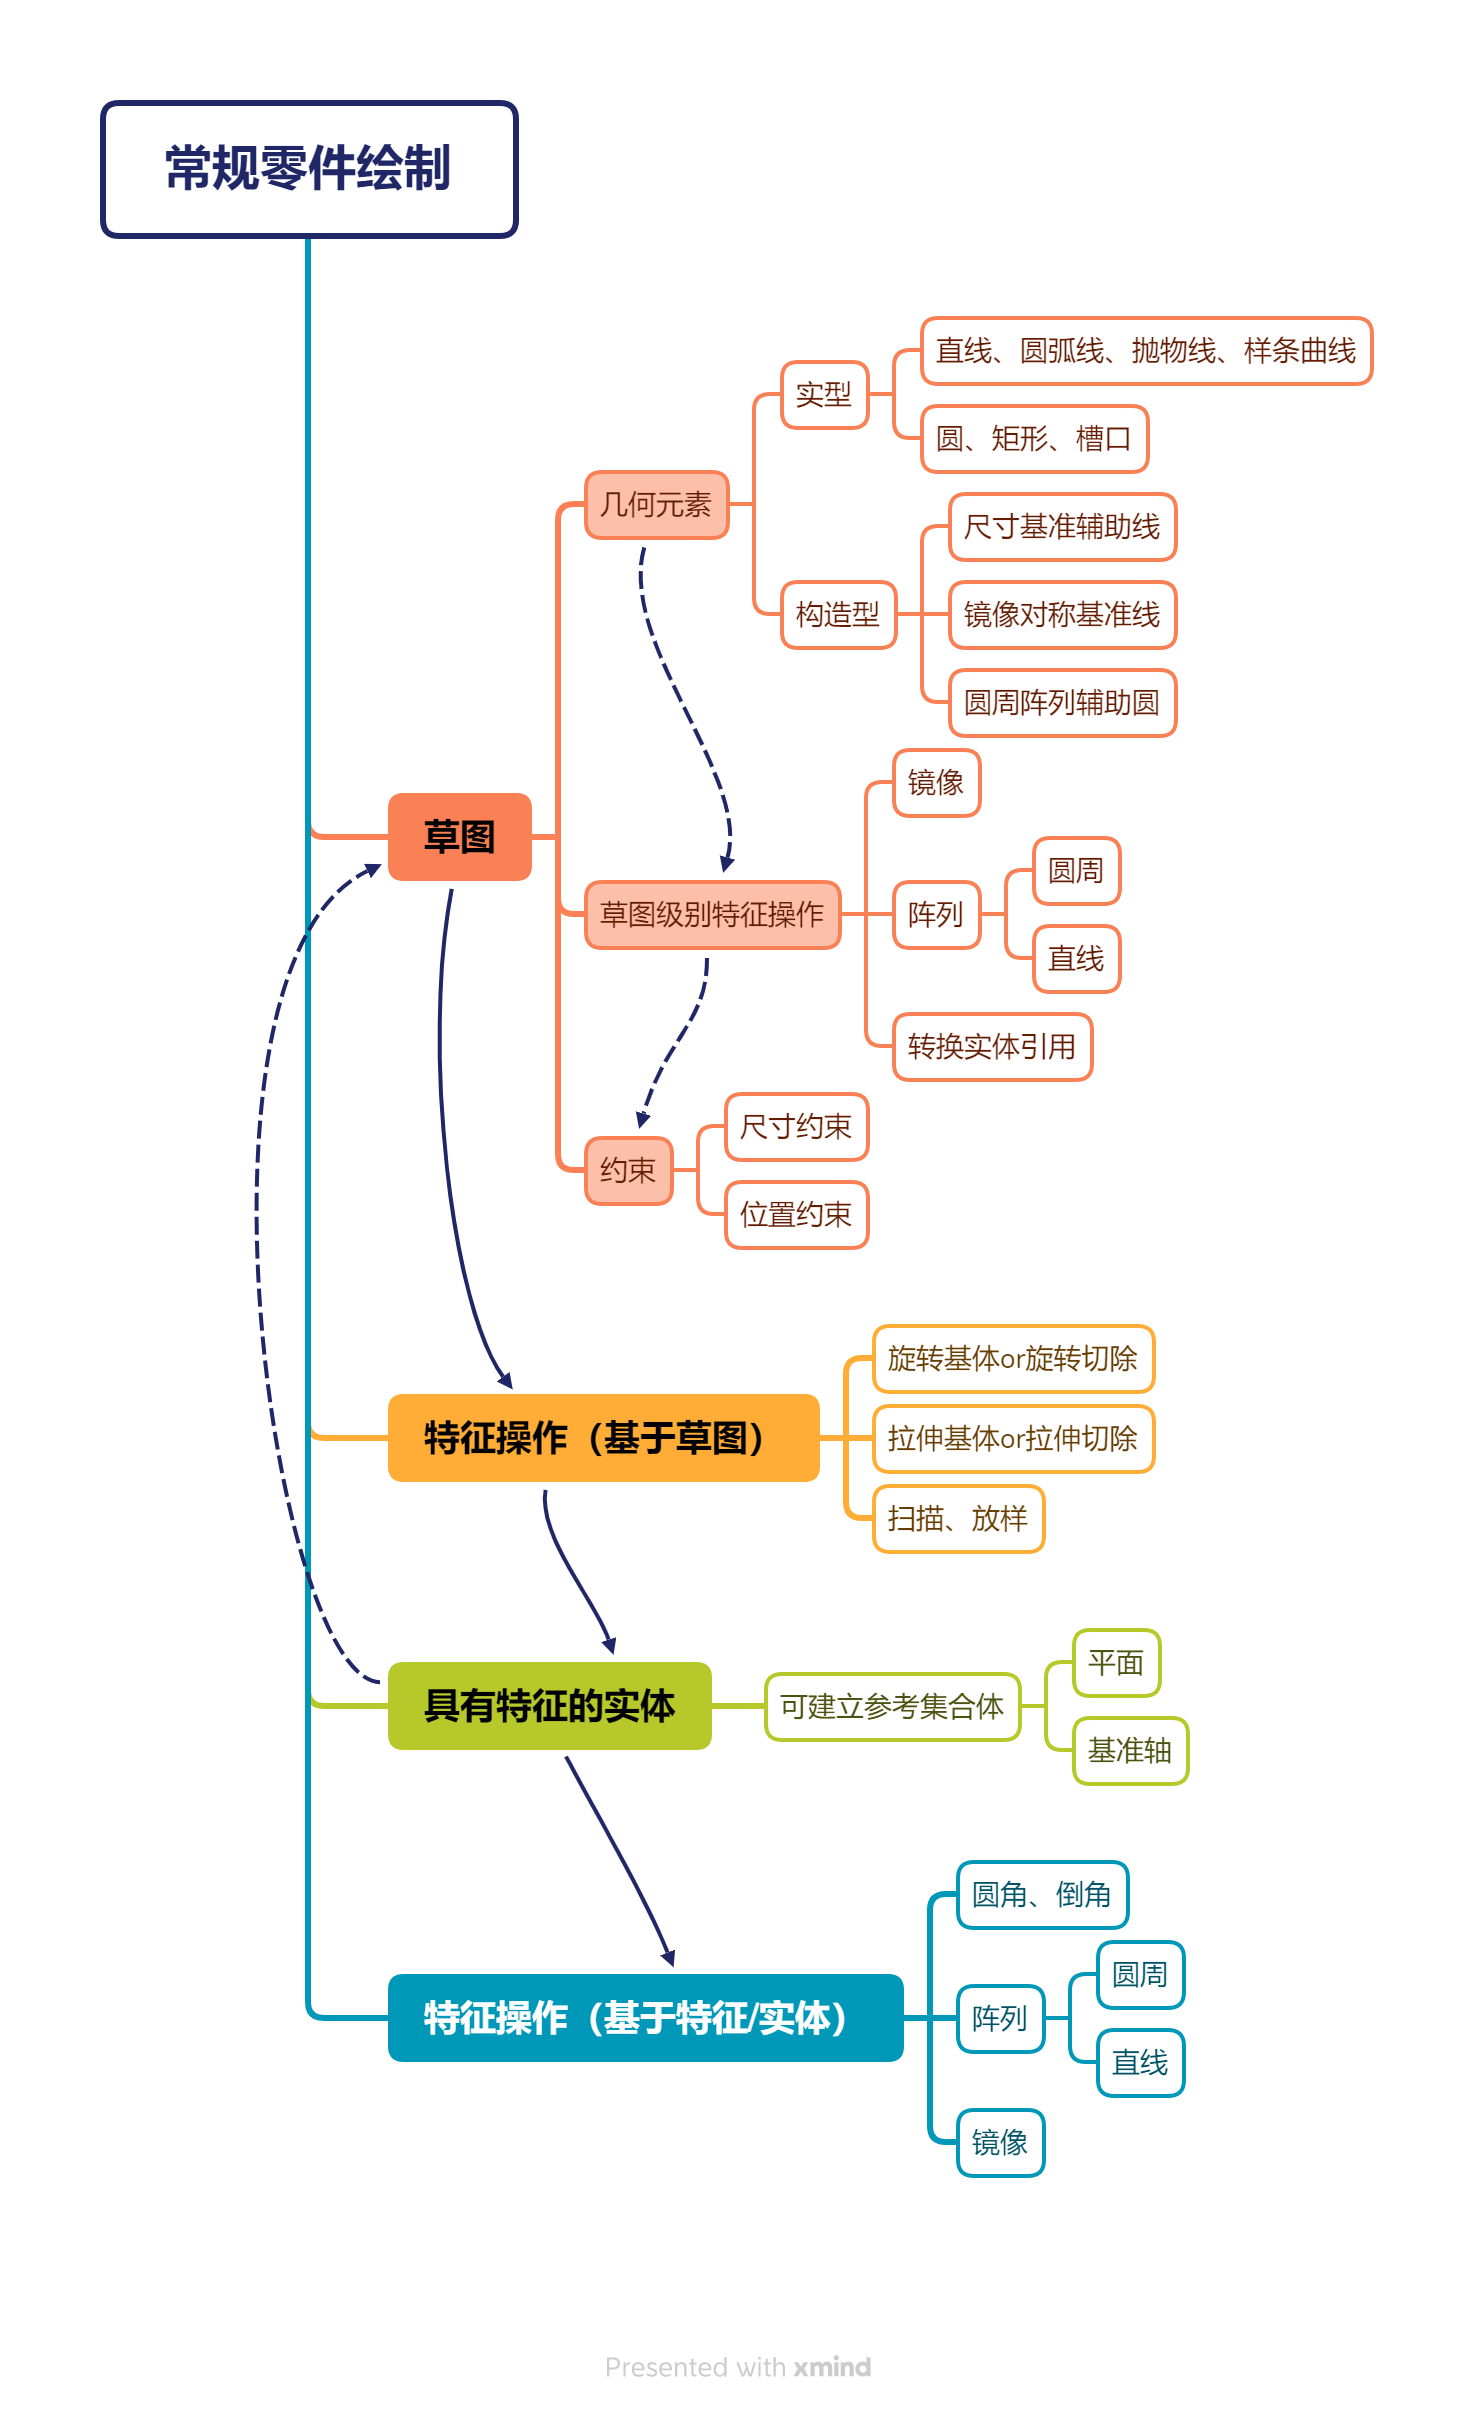 常规零件绘制
直线、圆弧线、抛物线、样条曲线
实型
圆、矩形、槽口
几何元素
尺寸基准辅助线
构造型
镜像对称基准线
圆周阵列辅助圆
镜像
草图
圆周
草图级别特征操作
阵列
直线
转换实体引用
尺寸约束
约束
位置约束
旋转基体or旋转切除
特征操作（基于草图）
拉伸基体or拉伸切除
扫描、放样
平面
具有特征的实体
可建立参考集合体
基准轴
圆角、倒角
圆周
特征操作（基于特征/实体）
阵列
直线
镜像
Presented with xmind